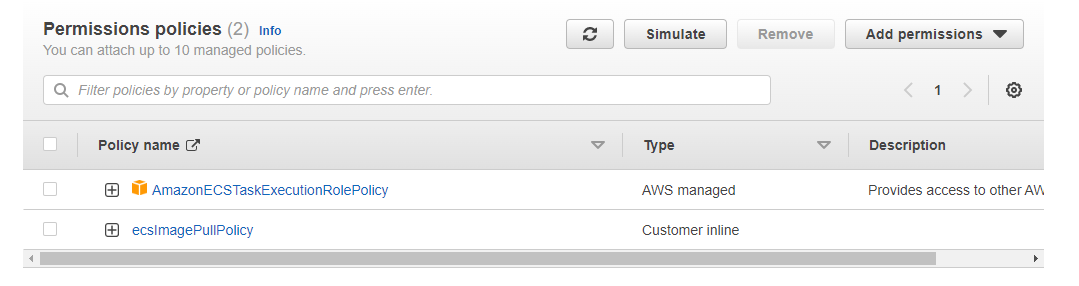 Permissions policies (2) Info
You can attach up to 10 managed policies.
Simulate
Remove
Add permissions
Filter policies by property or policy name and press enter.
1
Policy name Type Description
AmazonECSTaskExecutionRolePolicy AWS managed Provides access to other AW
ecsImagePullPolicy Customer inline